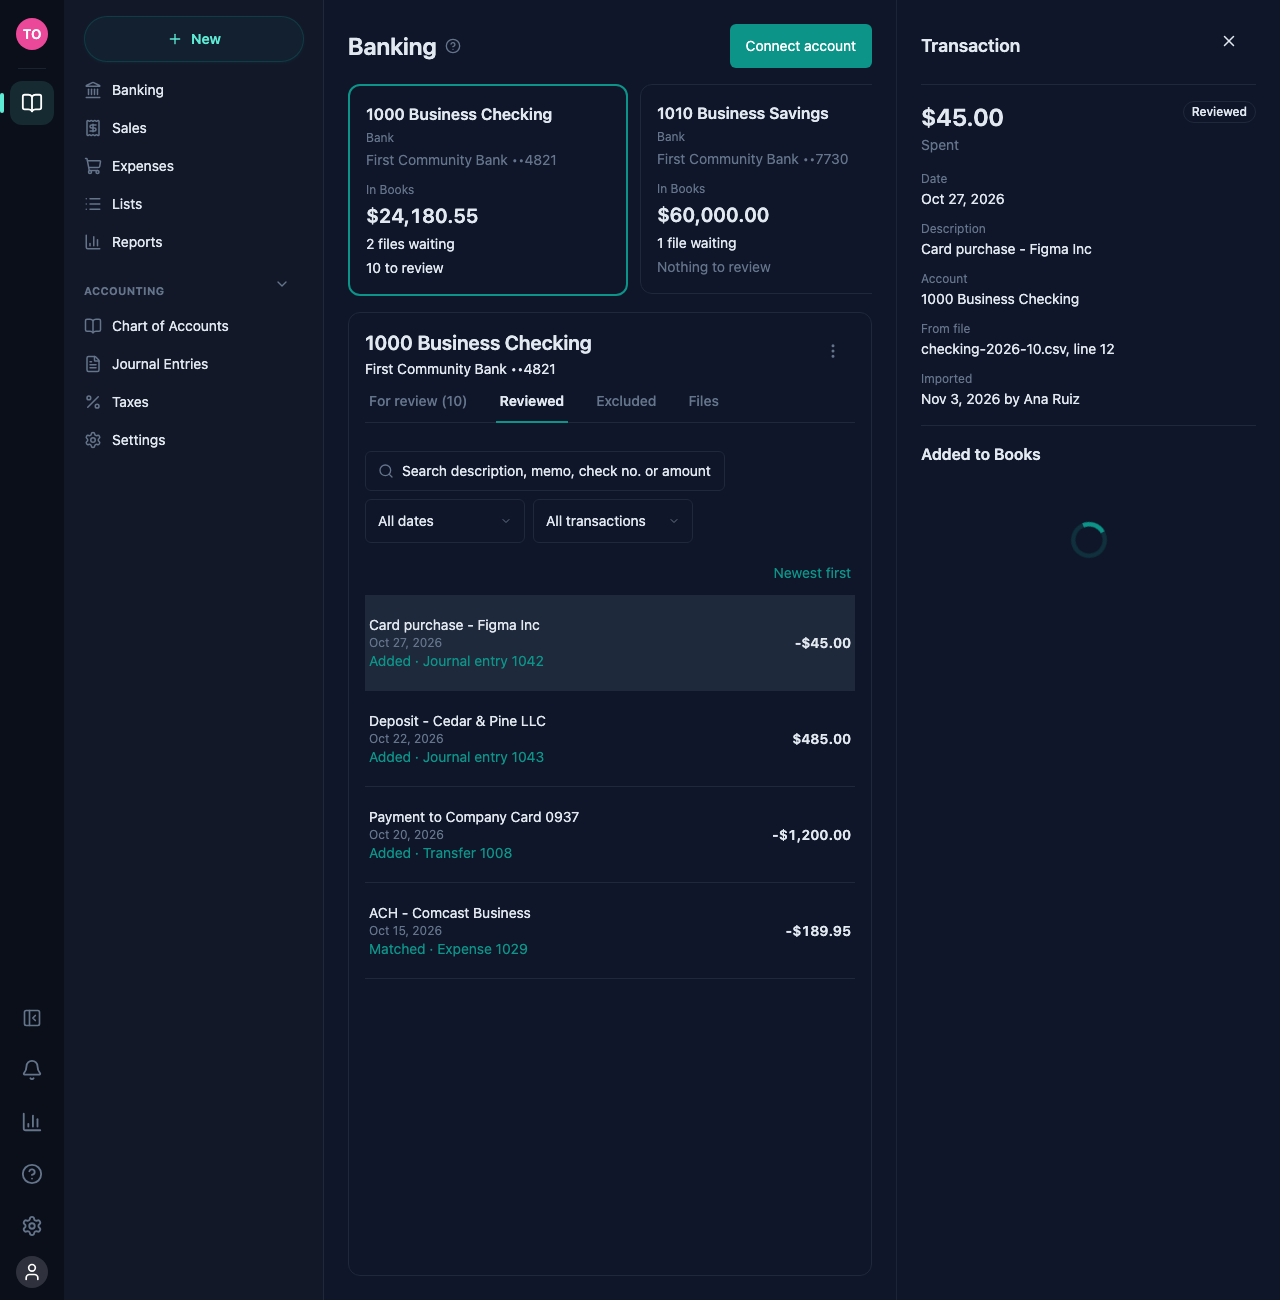 TO
New
Banking
Sales
Expenses
Lists
Reports
ACCOUNTING
Chart of Accounts
Journal Entries
Taxes
Settings
Banking
Connect account
1000 Business Checking
Bank
First Community Bank ••4821
In Books
$24,180.55
2 files waiting
10 to review
1010 Business Savings
Bank
First Community Bank ••7730
In Books
$60,000.00
1 file waiting
Nothing to review
1000 Business Checking
First Community Bank ••4821
For review (10) Reviewed Excluded Files
Search description, memo, check no. or amount
All dates All transactions
Newest first
Card purchase - Figma Inc
Oct 27, 2026
Added · Journal entry 1042
-$45.00
Deposit - Cedar & Pine LLC
Oct 22, 2026
Added · Journal entry 1043
$485.00
Payment to Company Card 0937
Oct 20, 2026
Added · Transfer 1008
-$1,200.00
ACH - Comcast Business
Oct 15, 2026
Matched · Expense 1029
-$189.95
Transaction
$45.00
Reviewed
Spent
Date
Oct 27, 2026
Description
Card purchase - Figma Inc
Account
1000 Business Checking
From file
checking-2026-10.csv, line 12
Imported
Nov 3, 2026 by Ana Ruiz
Added to Books